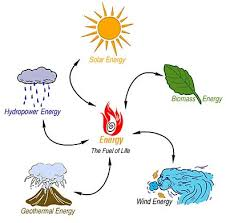 Solar Energy
Biomass Energy
Hydropower Energy
Energy
The Fuel of Life
Wind Energy
Geothermal Energy